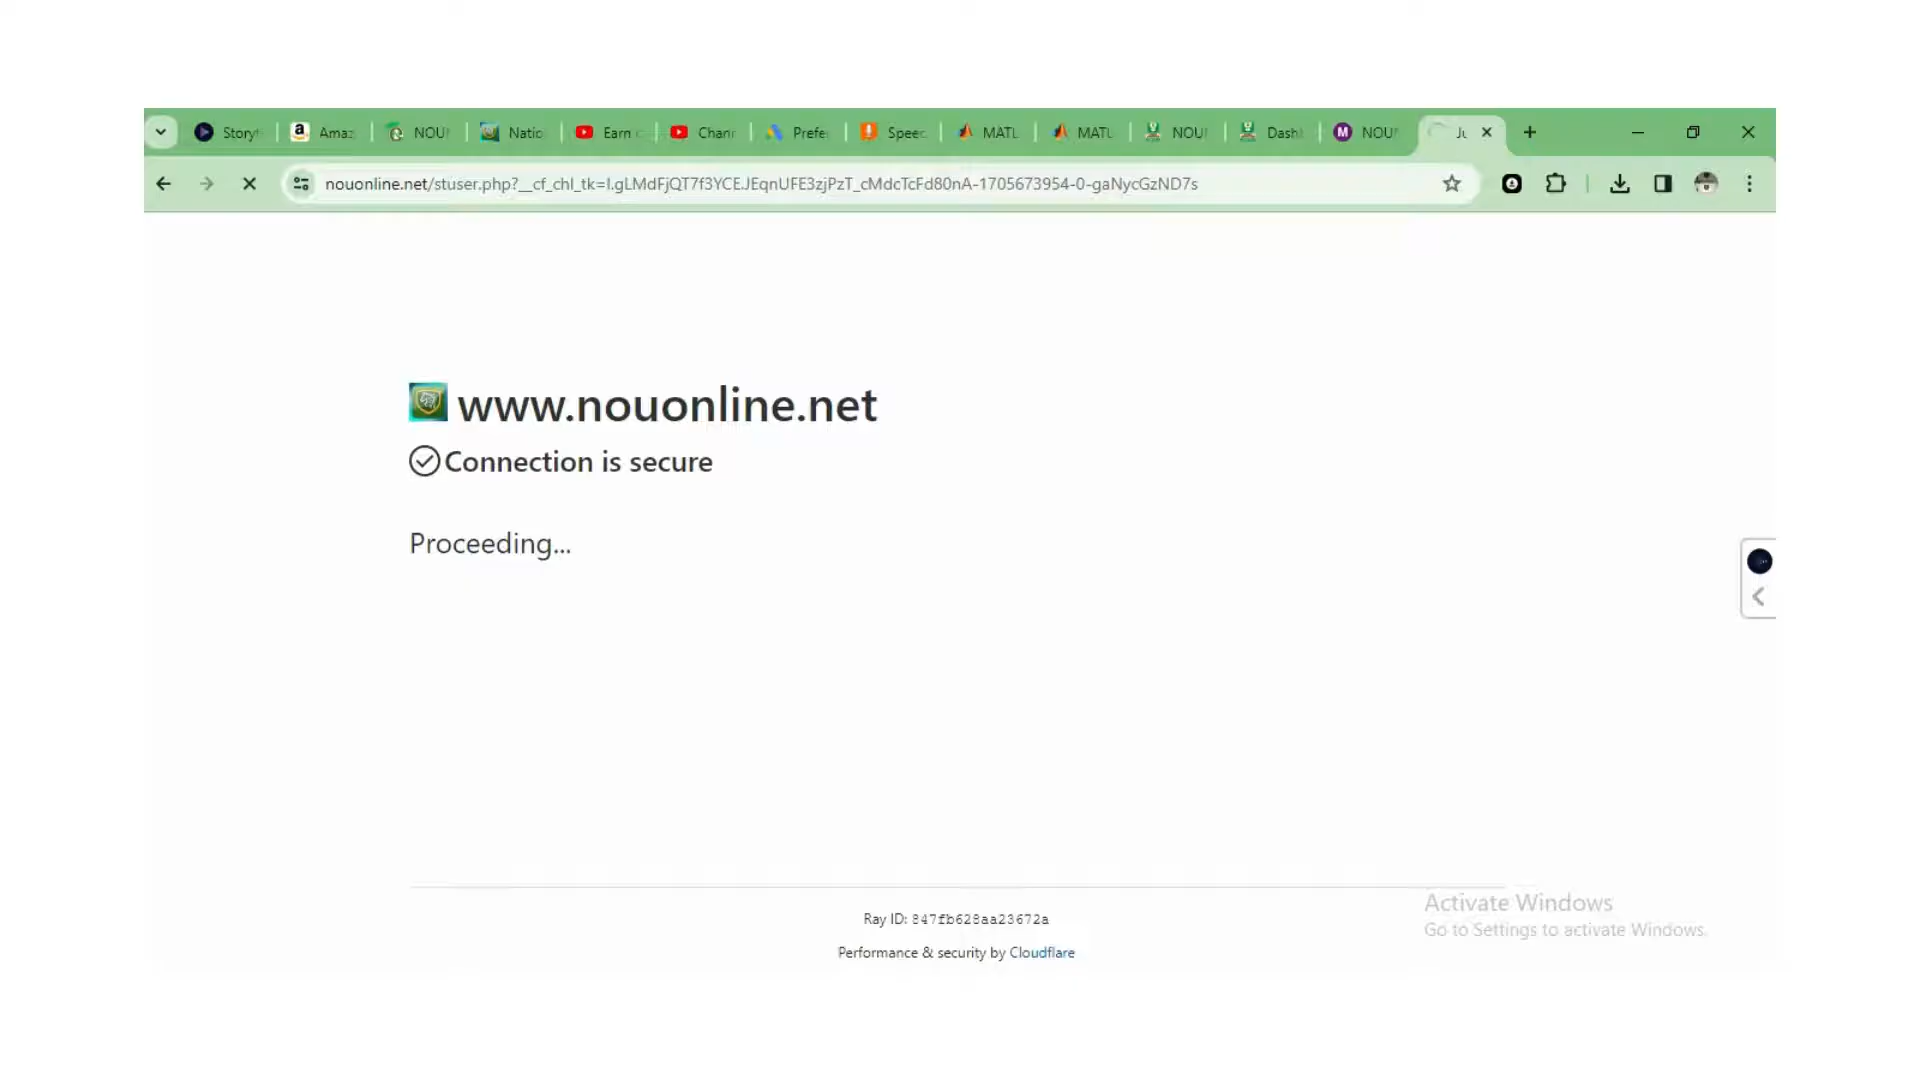 Story
Amaz
NOU
Natio
Earn
Chan
Prefe
Speec
MATL
MATL
NOU
Dash
NOU
Ju
nouonline.net/stuser.php?__cf_chl_tk=I.gLMdFjQT7f3YCEJEqnUFE3zjPzT_cMdcTcFd80nA-1705673954-0-gaNycGzND7s
www.nouonline.net
Connection is secure
Proceeding...
Activate Windows
Go to Settings to activate Windows.
Ray ID: 847fb628aa23672a
Performance & security by Cloudflare